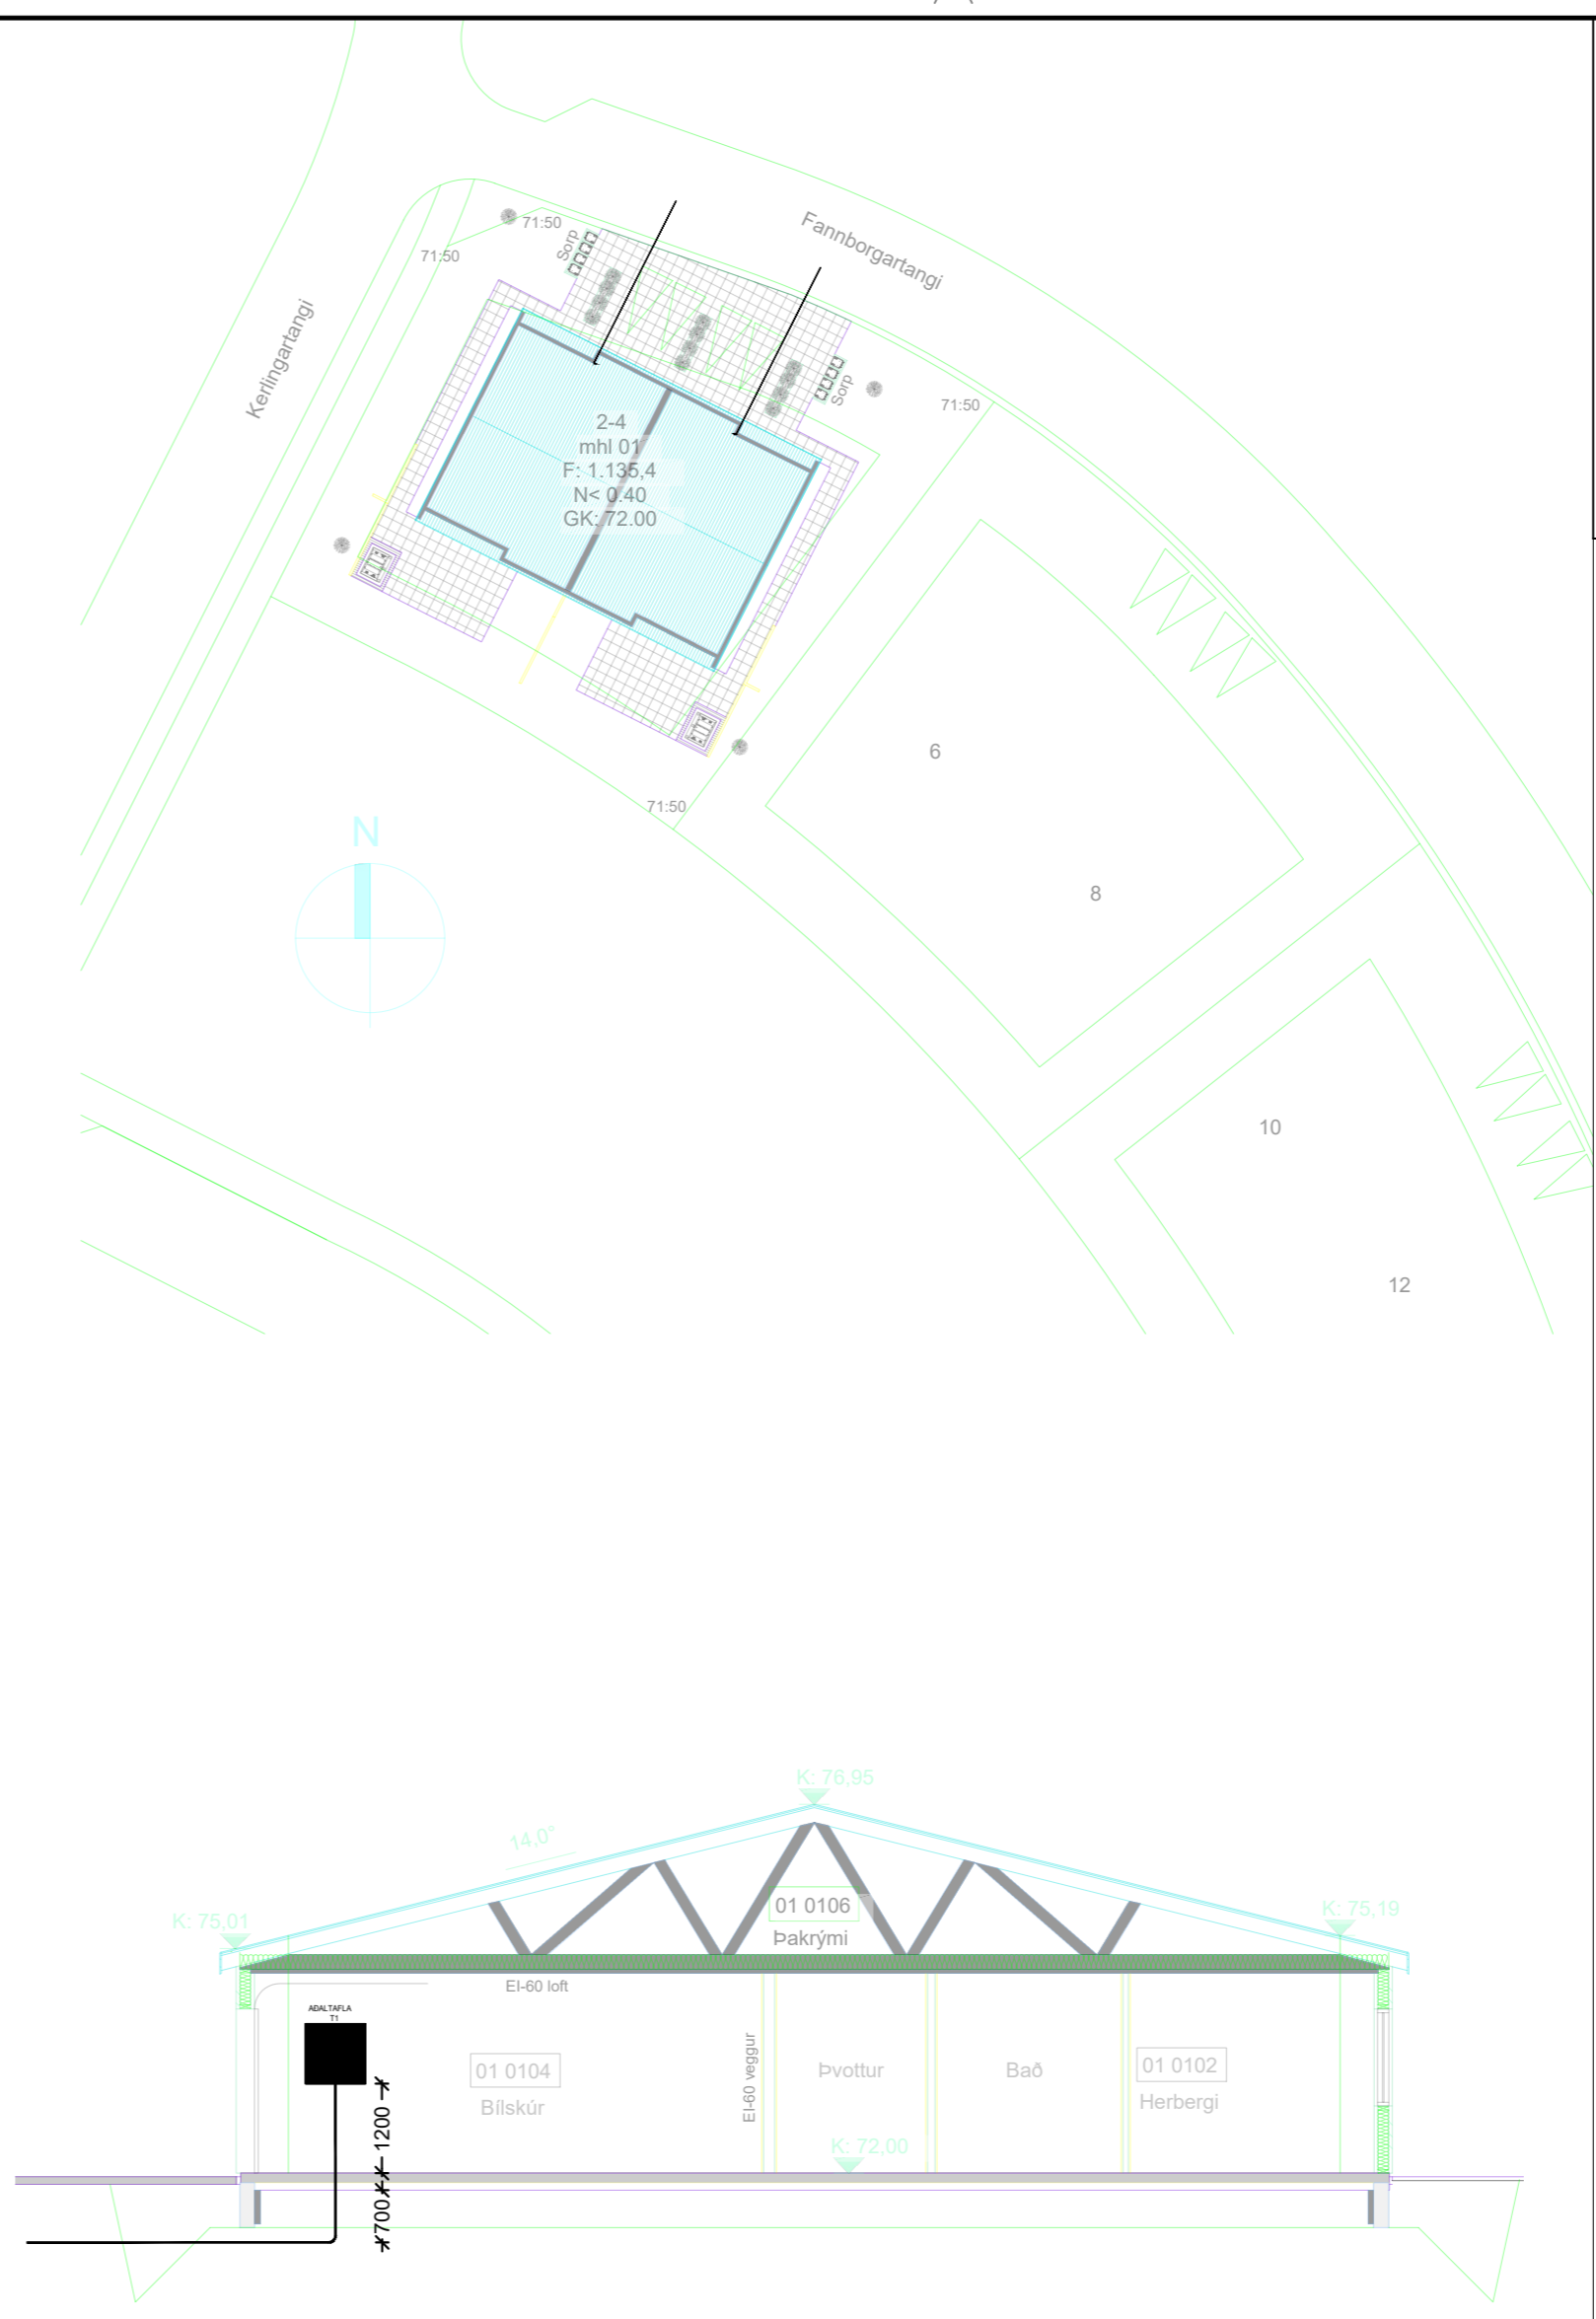 Fannborgartangi
Kerlingartangi
71:50
71:50
Sorp
Sorp
71:50
2-4
mhl 01
F: 1.135,4
N< 0.40
GK: 72.00
6
71:50
N
8
10
12
K: 76,95
14,0°
K: 75,01
01 0106
Þakrými
K: 75,19
EI-60 loft
AÐALTAFLA
T1
01 0104
Bílskúr
EI-60 veggur
Þvottur
Bað
01 0102
Herbergi
1200
K: 72,00
700